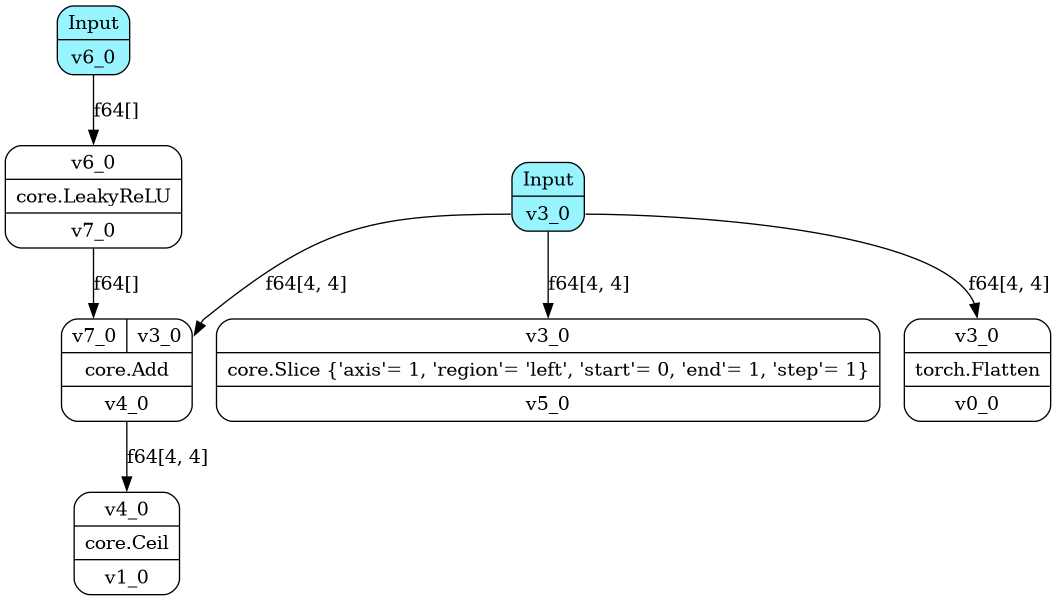 Input
v6_0
f64[]
v6_0
core.LeakyReLU
v7_0
Input
v3_0
f64[]
f64[4, 4]
f64[4, 4]
f64[4, 4]
v7_0 v3_0
core.Add
v4_0
v3_0
core.Slice {'axis'= 1, 'region'= 'left', 'start'= 0, 'end'= 1, 'step'= 1}
v5_0
v3_0
torch.Flatten
v0_0
f64[4, 4]
v4_0
core.Ceil
v1_0